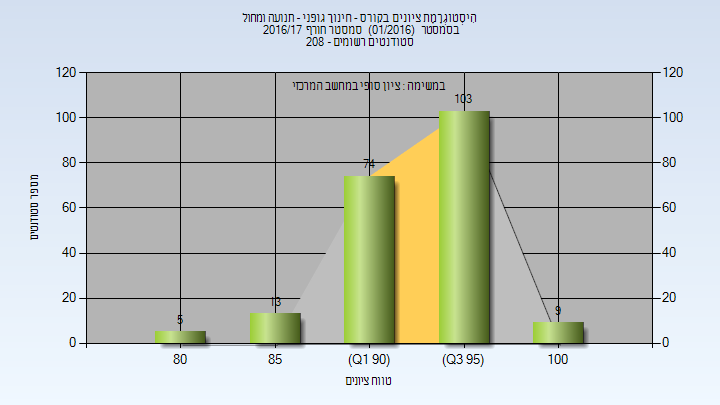 היסטוגרמת ציונים בקורס - חינוך גופני - תנועה ומחול
בסמסטר (01/2016) סמסטר חורף 2016/17
סטודנטים רשומים - 208
במשימה : ציון סופי במחשב המרכזי
מספר סטודנטים
120 120
100 100
80 80
60 60
40 40
20 20
0 0
5 13 74 103 9
80 85 (Q1 90) (Q3 95) 100
טווח ציונים